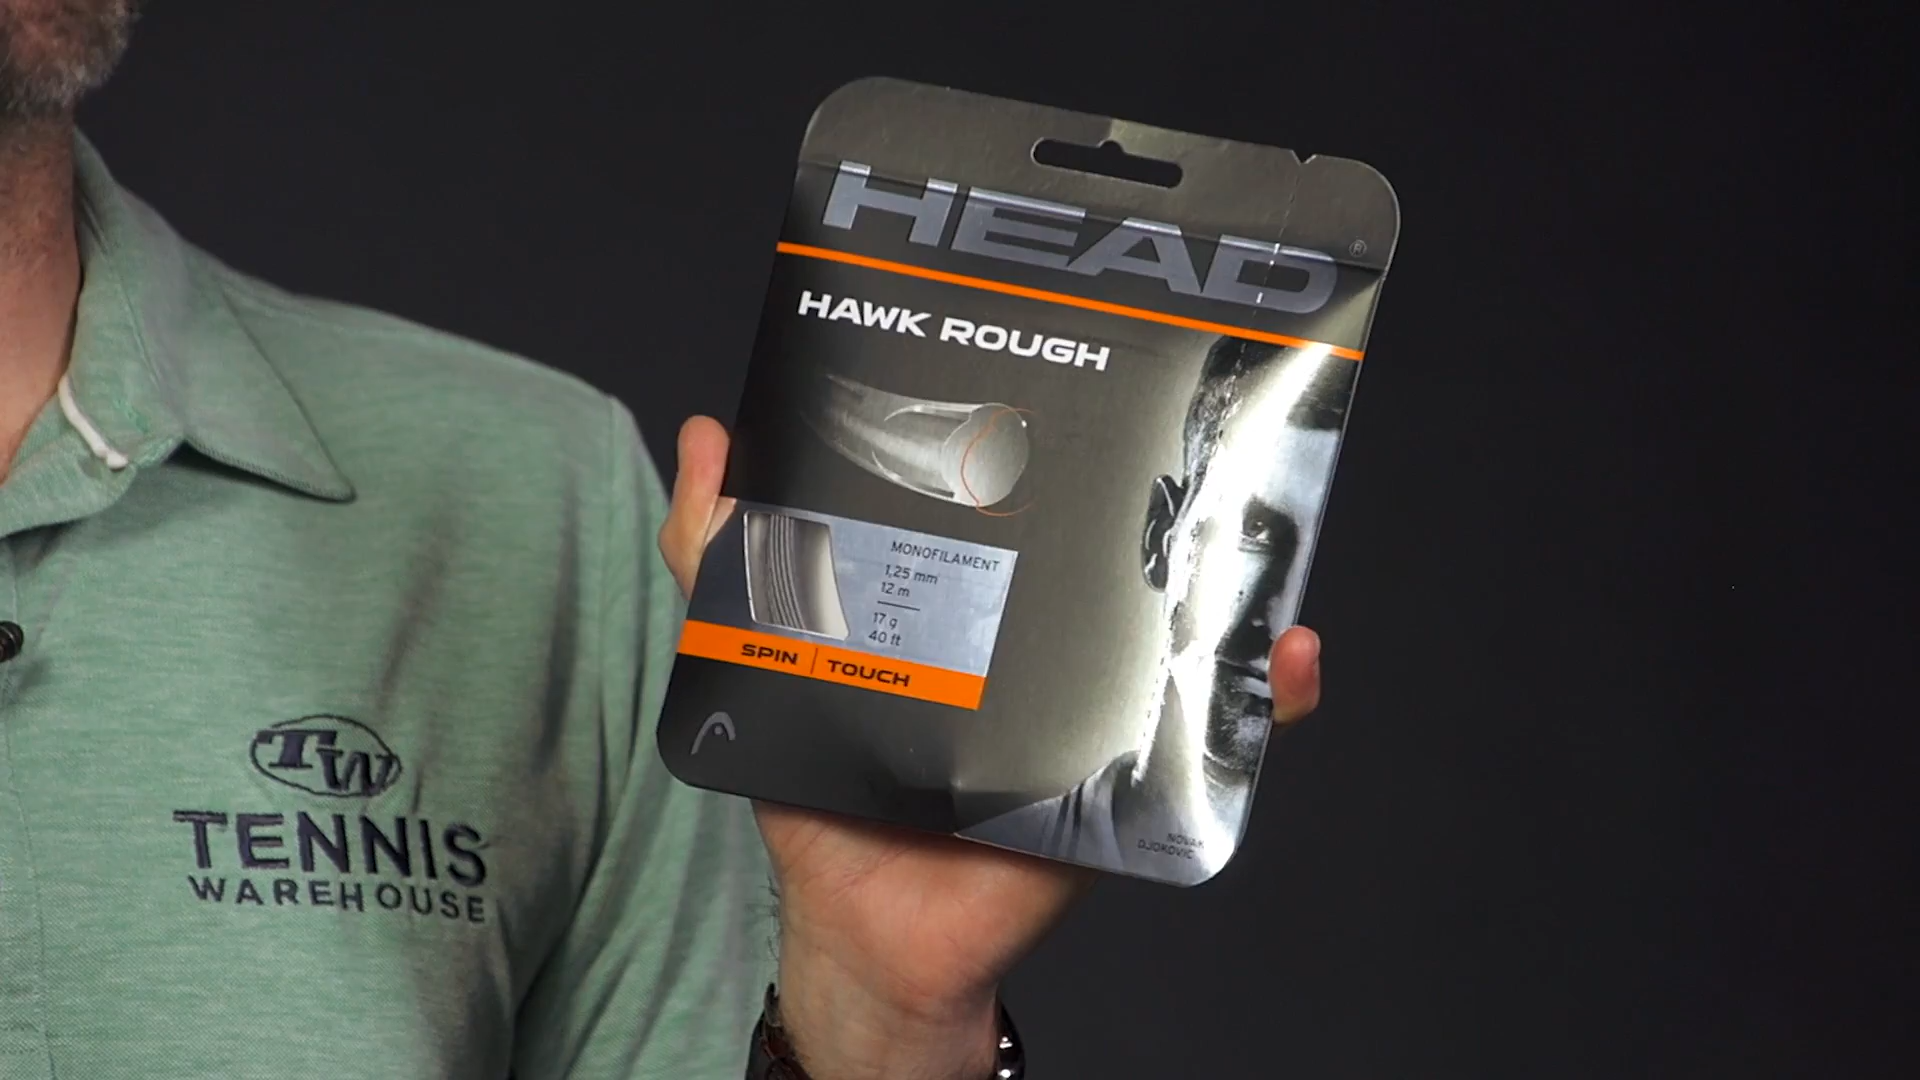 HEAD®
HAWK ROUGH
MONOFILAMENT
1,25 mm
12 m
17 g
40 ft
SPIN | TOUCH
NOVAK
DJOKOVIC
TW
TENNIS
WAREHOUSE